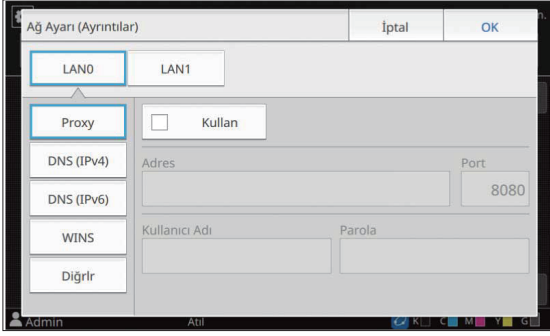 Ağ Ayarı (Ayrıntılar)
İptal
OK
n.
LAN0
LAN1
Proxy
Kullan
DNS (IPv4)
Adres
Port
8080
DNS (IPv6)
WINS
Kullanıcı Adı
Parola
Diğrlr
Admin
Atıl
K
C
M
Y
G